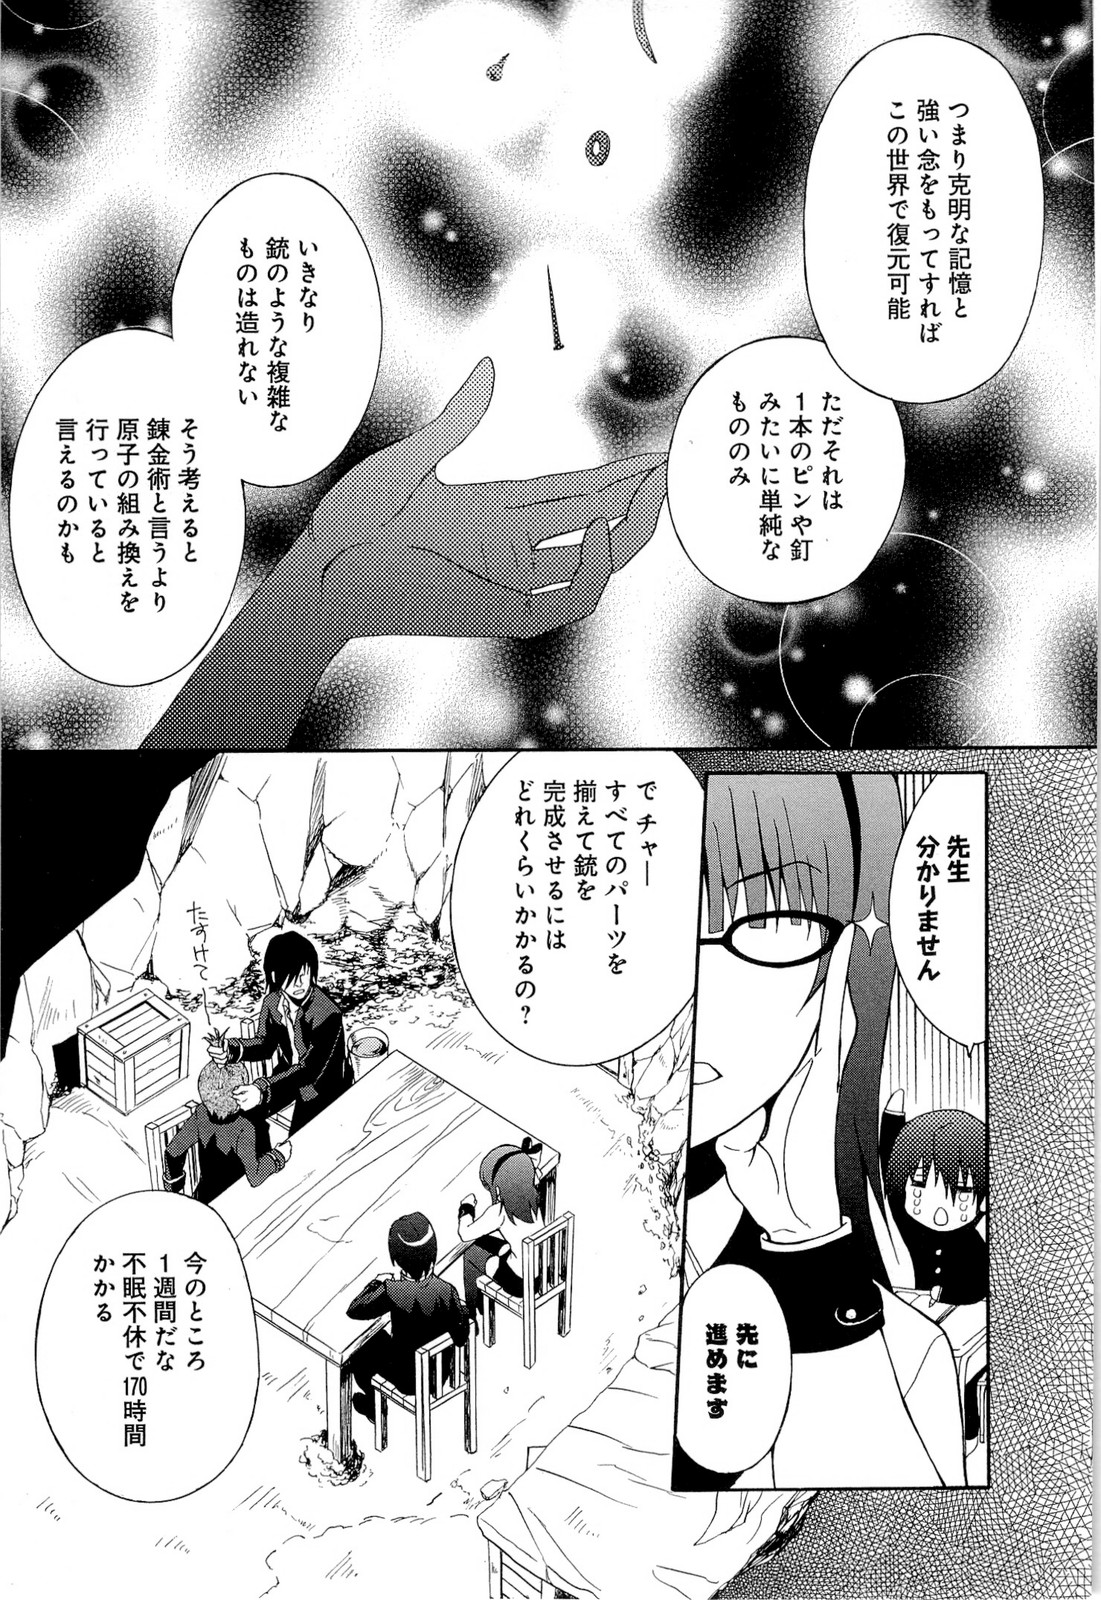 つまり克明な記憶と
強い念をもってすれば
この世界で復元可能
ただそれは
1本のピンや釘
みたいに単純な
もののみ
いきなり
銃のような複雑な
ものは造れない
そう考えると
錬金術と言うより
原子の組み換えを
行っていると
言えるのかも
先生
分かりません
先に
進めます
でチャー
すべてのパーツを
揃えて銃を
完成させるには
どれくらいかかるの?
たすけて
今のところ
1週間だな
不眠不休で170時間
かかる